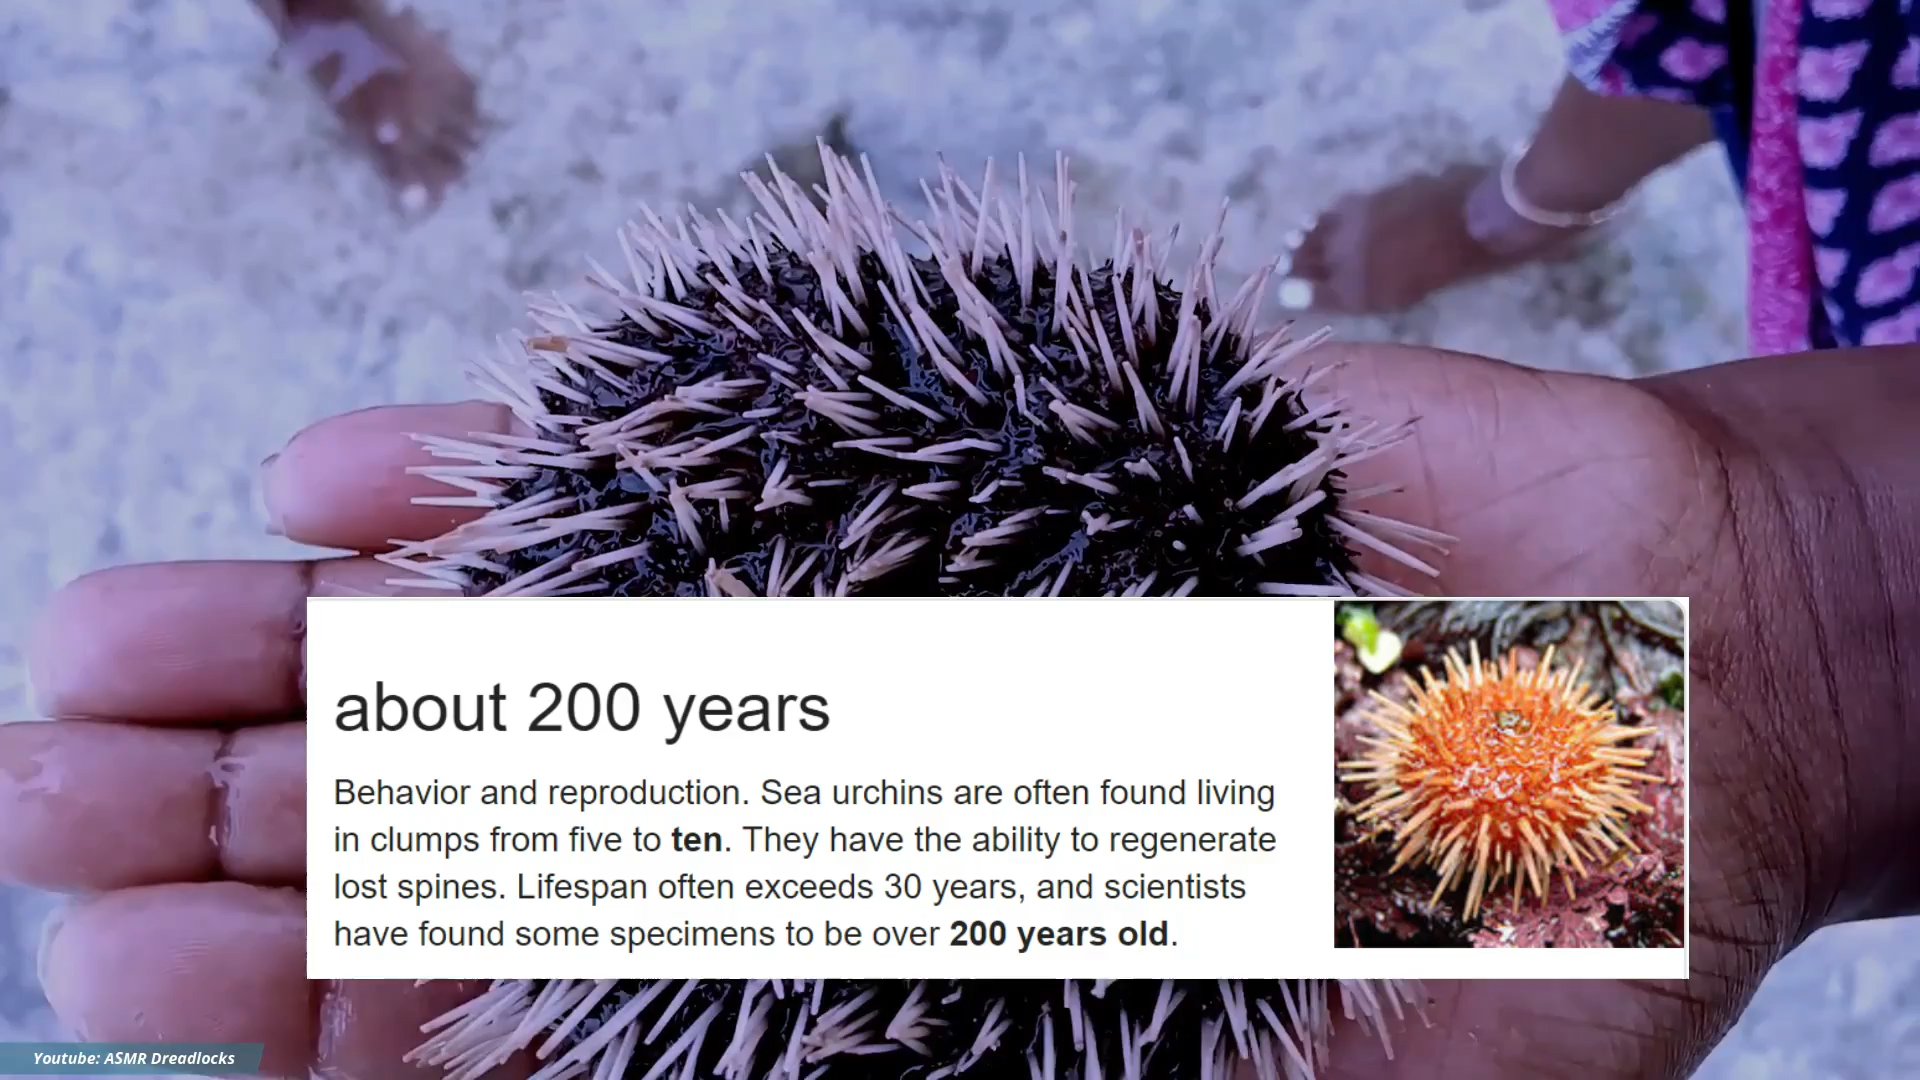 about 200 years
Behavior and reproduction. Sea urchins are often found living
in clumps from five to ten. They have the ability to regenerate
lost spines. Lifespan often exceeds 30 years, and scientists
have found some specimens to be over 200 years old.
Youtube: ASMR Dreadlocks